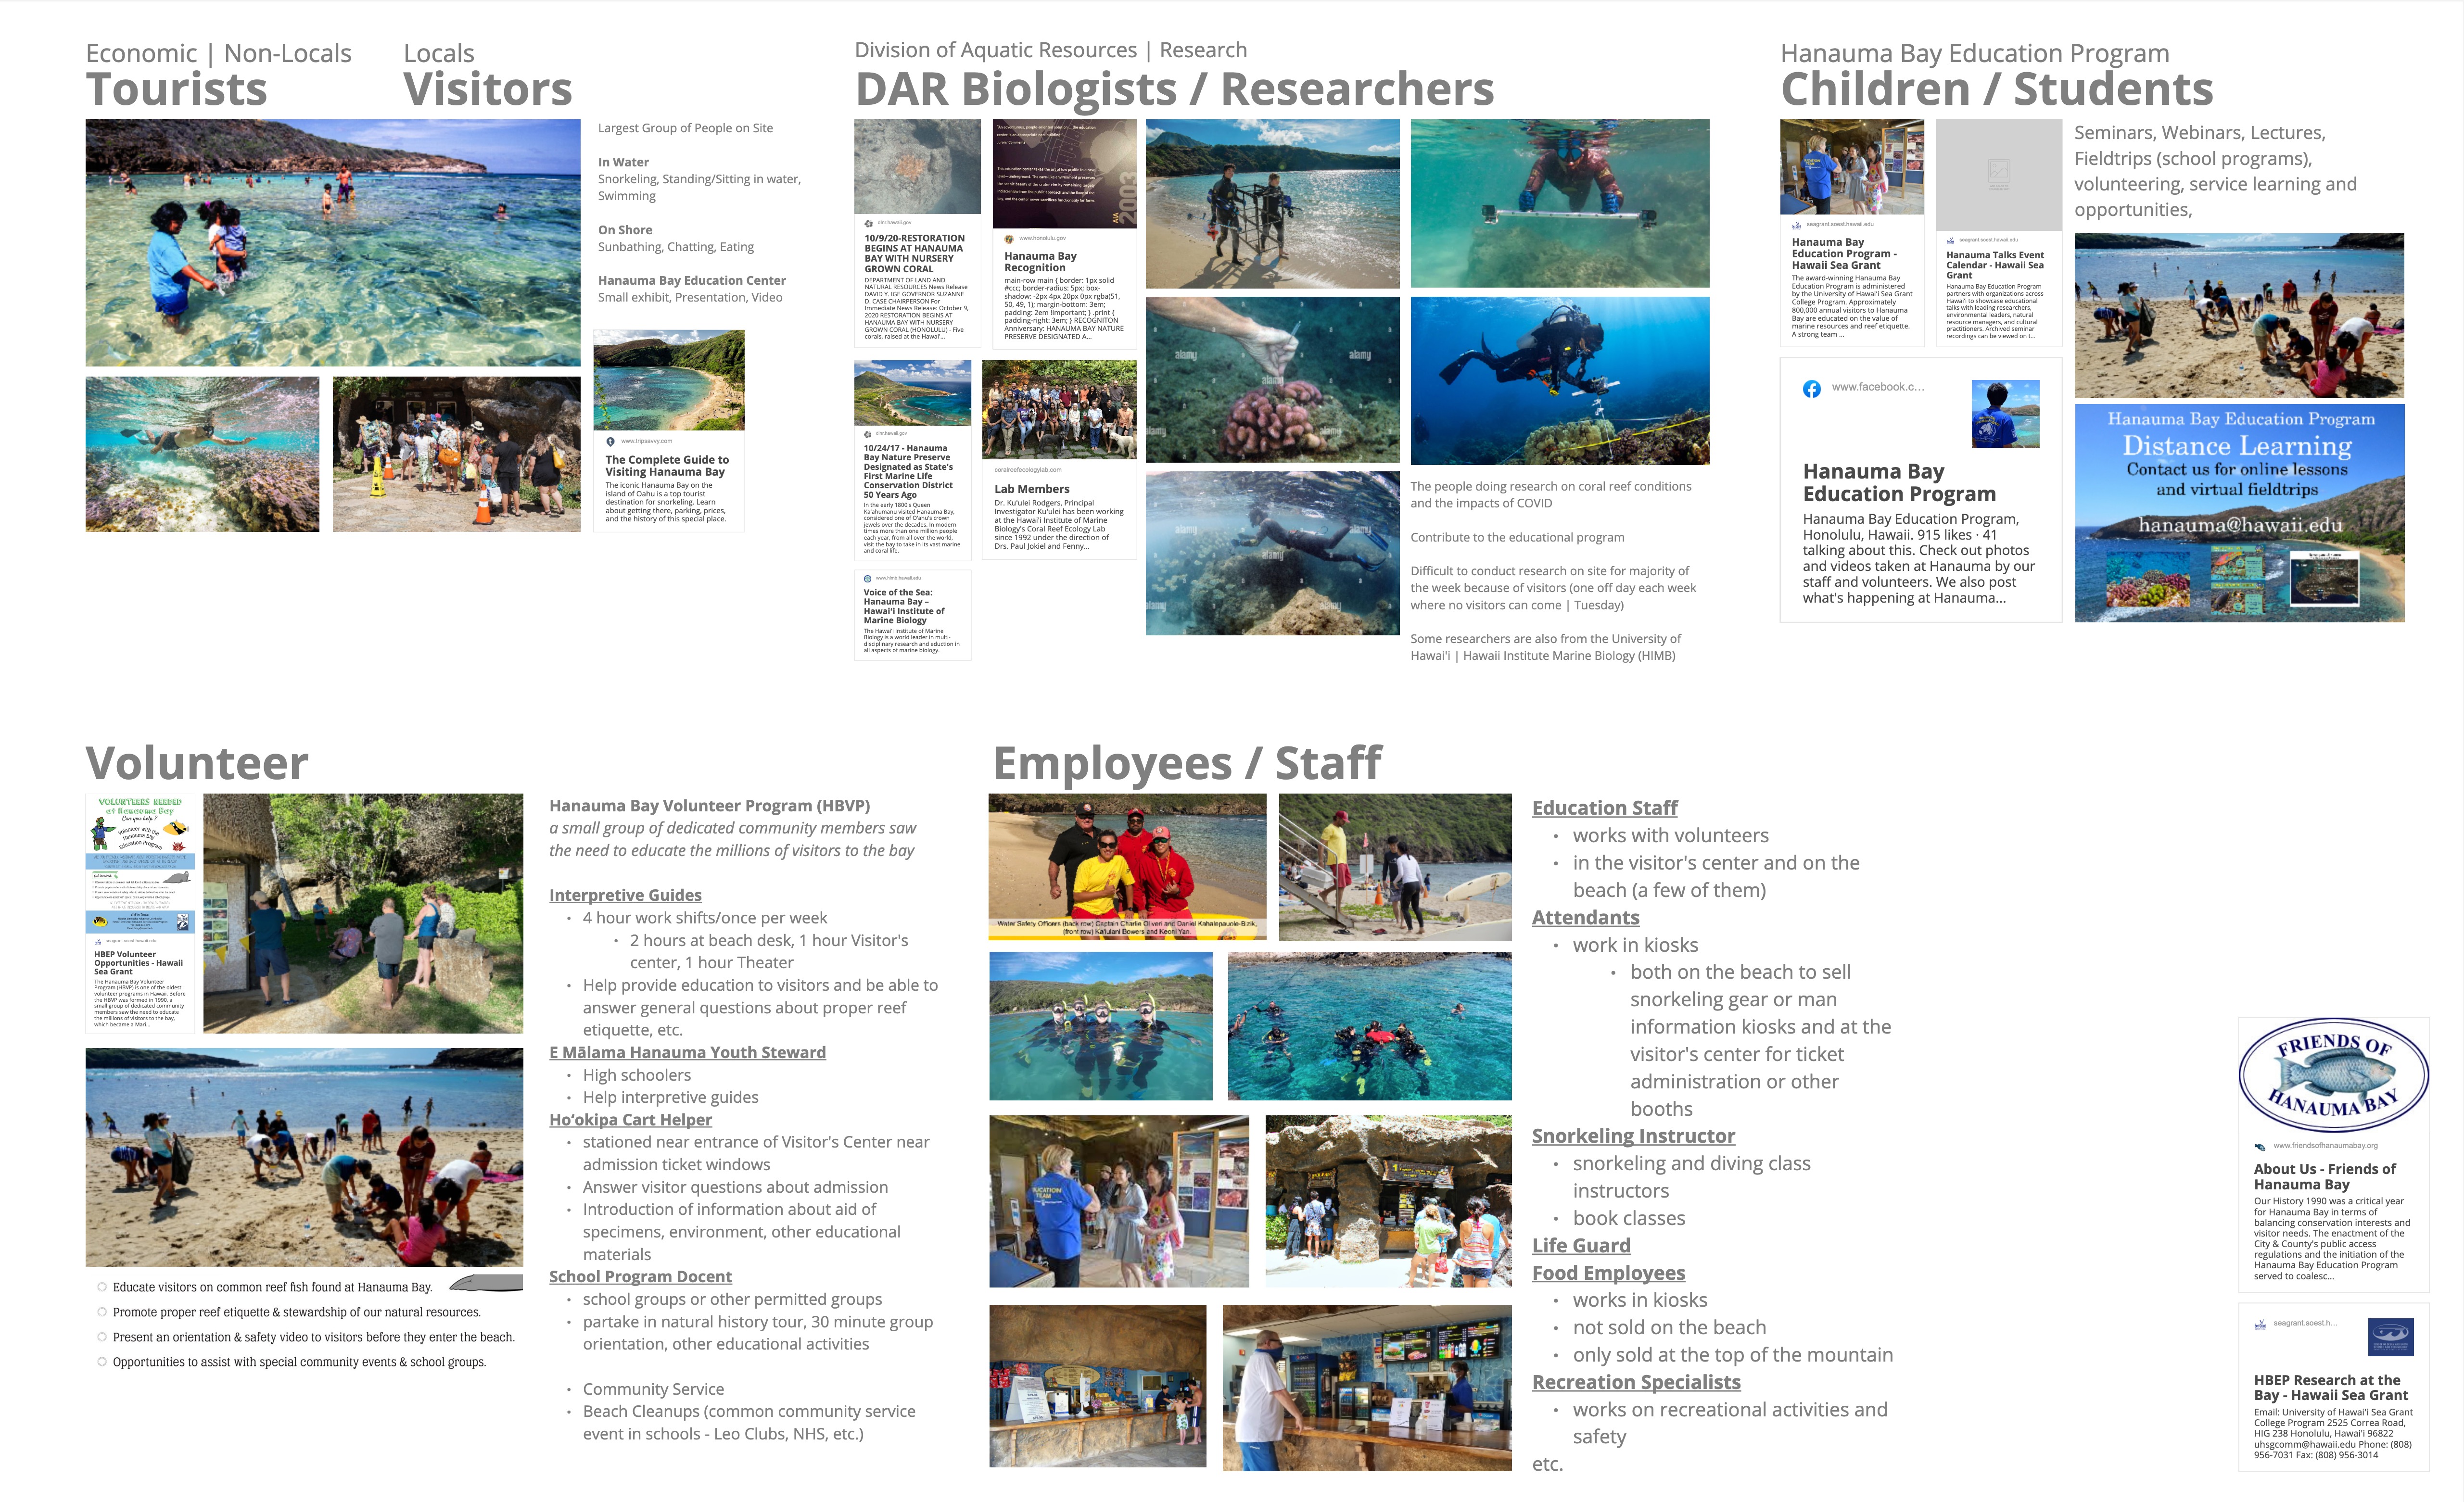 Economic | Non-Locals
Tourists
Locals
Visitors
Largest Group of People on Site
In Water
Snorkeling, Standing/Sitting in water,
Swimming
On Shore
Sunbathing, Chatting, Eating
Hanauma Bay Education Center
Small exhibit, Presentation, Video
www.tripsavvy.com
The Complete Guide to
Visiting Hanauma Bay
The iconic Hanauma Bay on the
island of Oahu is a top tourist
destination for snorkeling. Learn
about getting there, parking, prices,
and the history of this special place.
Division of Aquatic Resources | Research
DAR Biologists / Researchers
dlnr.hawaii.gov
10/9/20-RESTORATION
BEGINS AT HANAUMA
BAY WITH NURSERY
GROWN CORAL
DEPARTMENT OF LAND AND
NATURAL RESOURCES News Release
DAVID Y. IGE GOVERNOR SUZANNE
D. CASE CHAIRPERSON For
Immediate News Release: October 9,
2020 RESTORATION BEGINS AT
HANAUMA BAY WITH NURSERY
GROWN CORAL (HONOLULU) - Five
corals, raised at the Hawai'...
AIA
2003
www.honolulu.gov
Hanauma Bay
Recognition
main-row main { border: 1px solid
#ccc; border-radius: 5px; box-
shadow: -2px 4px 20px 0px rgba(51,
50, 49, 1); margin-bottom: 3em;
padding: 2em !important; } .print {
padding-right: 3em; } RECOGNITON
Anniversary: HANAUMA BAY NATURE
PRESERVE DESIGNATED A...
dlnr.hawaii.gov
10/24/17 - Hanauma
Bay Nature Preserve
Designated as State's
First Marine Life
Conservation District
50 Years Ago
In the early 1800's Queen
Ka'ahumanu visited Hanauma Bay,
considered one of O'ahu's crown
jewels over the decades. In modern
times more than one million people
each year, from all over the world,
visit the bay to take in its vast marine
and coral life.
coralreefecologylab.com
Lab Members
Dr. Ku'ulei Rodgers, Principal
Investigator Ku'ulei has been working
at the Hawai'i Institute of Marine
Biology's Coral Reef Ecology Lab
since 1992 under the direction of
Drs. Paul Jokiel and Fenny...
www.himb.hawaii.edu
Voice of the Sea:
Hanauma Bay –
Hawai'i Institute of
Marine Biology
The Hawai'i Institute of Marine
Biology is a world leader in multi-
disciplinary research and eduction in
all aspects of marine biology.
alamy
alamy
alamy
alamy
alamy
alamy
alamy
The people doing research on coral reef conditions
and the impacts of COVID
Contribute to the educational program
Difficult to conduct research on site for majority of
the week because of visitors (one off day each week
where no visitors can come | Tuesday)
Some researchers are also from the University of
Hawai'i | Hawaii Institute Marine Biology (HIMB)
Hanauma Bay Education Program
Children / Students
seagrant.soest.hawaii.edu
Hanauma Bay
Education Program -
Hawaii Sea Grant
The award-winning Hanauma Bay
Education Program is administered
by the University of Hawai'i Sea Grant
College Program. Approximately
800,000 annual visitors to Hanauma
Bay are educated on the value of
marine resources and reef etiquette.
A strong team ...
seagrant.soest.hawaii.edu
Hanauma Talks Event
Calendar - Hawaii Sea
Grant
Hanauma Bay Education Program
partners with organizations across
Hawai'i to showcase educational
talks with leading researchers,
environmental leaders, natural
resource managers, and cultural
practitioners. Archived seminar
recordings can be viewed on t...
Seminars, Webinars, Lectures,
Fieldtrips (school programs),
volunteering, service learning and
opportunities,
www.facebook.c...
Hanauma Bay
Education Program
Hanauma Bay Education Program,
Honolulu, Hawaii. 915 likes · 41
talking about this. Check out photos
and videos taken at Hanauma by our
staff and volunteers. We also post
what's happening at Hanauma...
Hanauma Bay Education Program
Distance Learning
Contact us for online lessons
and virtual fieldtrips
hanauma@hawaii.edu
Volunteer
VOLUNTEERS NEEDED
at Hanauma Bay
Can you help?
Volunteer with the
Hanauma Bay
Education Program
seagrant.soest.hawaii.edu
HBEP Volunteer
Opportunities - Hawaii
Sea Grant
The Hanauma Bay Volunteer
Program (HBVP) is one of the oldest
volunteer programs in Hawaii. Before
the HBVP was formed in 1990, a
small group of dedicated community
members saw the need to educate
the millions of visitors to the bay,
which became a Mari...
Educate visitors on common reef fish found at Hanauma Bay.
Promote proper reef etiquette & stewardship of our natural resources.
Present an orientation & safety video to visitors before they enter the beach.
Opportunities to assist with special community events & school groups.
Hanauma Bay Volunteer Program (HBVP)
a small group of dedicated community members saw
the need to educate the millions of visitors to the bay
Interpretive Guides
• 4 hour work shifts/once per week
• 2 hours at beach desk, 1 hour Visitor's
center, 1 hour Theater
• Help provide education to visitors and be able to
answer general questions about proper reef
etiquette, etc.
E Mālama Hanauma Youth Steward
• High schoolers
• Help interpretive guides
Ho‘okipa Cart Helper
• stationed near entrance of Visitor's Center near
admission ticket windows
• Answer visitor questions about admission
• Introduction of information about aid of
specimens, environment, other educational
materials
School Program Docent
• school groups or other permitted groups
• partake in natural history tour, 30 minute group
orientation, other educational activities
• Community Service
• Beach Cleanups (common community service
event in schools - Leo Clubs, NHS, etc.)
Employees / Staff
EDUCATION
TEAM
Education Staff
• works with volunteers
• in the visitor's center and on the
beach (a few of them)
Attendants
• work in kiosks
• both on the beach to sell
snorkeling gear or man
information kiosks and at the
visitor's center for ticket
administration or other
booths
Snorkeling Instructor
• snorkeling and diving class
instructors
• book classes
Life Guard
Food Employees
• works in kiosks
• not sold on the beach
• only sold at the top of the mountain
Recreation Specialists
• works on recreational activities and
safety
etc.
FRIENDS OF
HANAUMA BAY
www.friendsofhanaumabay.org
About Us - Friends of
Hanauma Bay
Our History 1990 was a critical year
for Hanauma Bay in terms of
balancing conservation interests and
visitor needs. The enactment of the
City & County's public access
regulations and the initiation of the
Hanauma Bay Education Program
served to coalesc...
seagrant.soest.h...
HBEP Research at the
Bay - Hawaii Sea Grant
Email: University of Hawai'i Sea Grant
College Program 2525 Correa Road,
HIG 238 Honolulu, Hawai'i 96822
uhsgcomm@hawaii.edu Phone: (808)
956-7031 Fax: (808) 956-3014